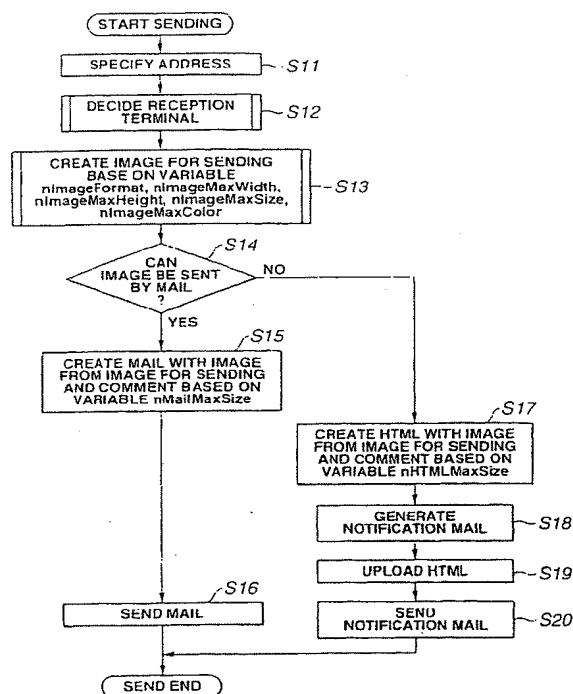 START SENDING
SPECIFY ADDRESS
S11
DECIDE RECEPTION
TERMINAL
S12
CREATE IMAGE FOR SENDING
BASE ON VARIABLE
nImageFormat, nImageMaxWidth,
nImageMaxHeight, nImageMaxSize,
nImageMaxColor
S13
S14
CAN
IMAGE BE SENT
BY MAIL
?
NO
YES
S15
CREATE MAIL WITH IMAGE
FROM IMAGE FOR SENDING
AND COMMENT BASED ON
VARIABLE nMailMaxSize
S17
CREATE HTML WITH IMAGE
FROM IMAGE FOR SENDING
AND COMMENT BASED ON
VARIABLE nHTMLMaxSize
GENERATE
NOTIFICATION MAIL
S18
UPLOAD HTML
S19
S16
SEND MAIL
SEND
NOTIFICATION MAIL
S20
SEND END